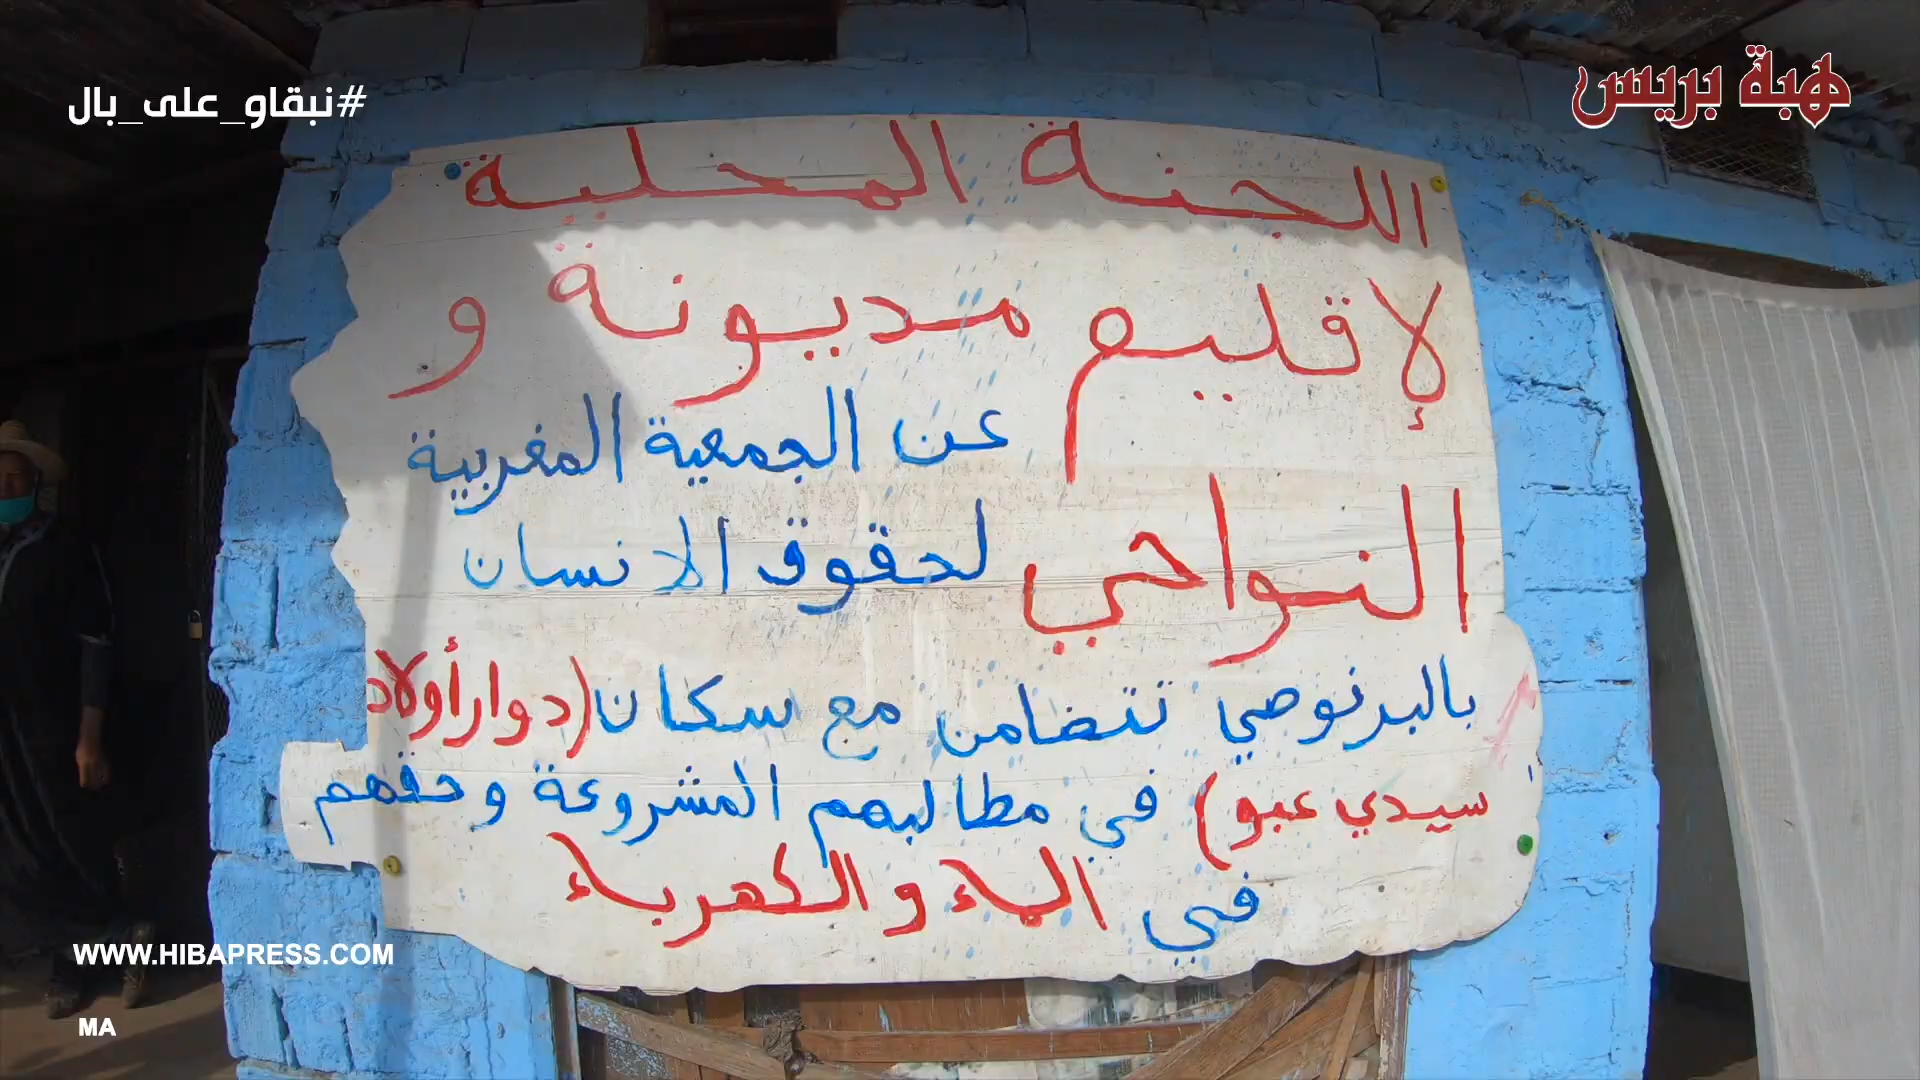 #نبقاو_على_بال
هبة بريس
اللجنة المحلية
لإقليم مديونة و
عن الجمعية المغربية
النواحي لحقوق الانسان
بالبرنوصي تتضامن مع سكان (دوار أولاد
سيدي عبو) في مطالبهم المشروعة وحقهم
في الماء و الكهرباء
WWW.HIBAPRESS.COM
MA